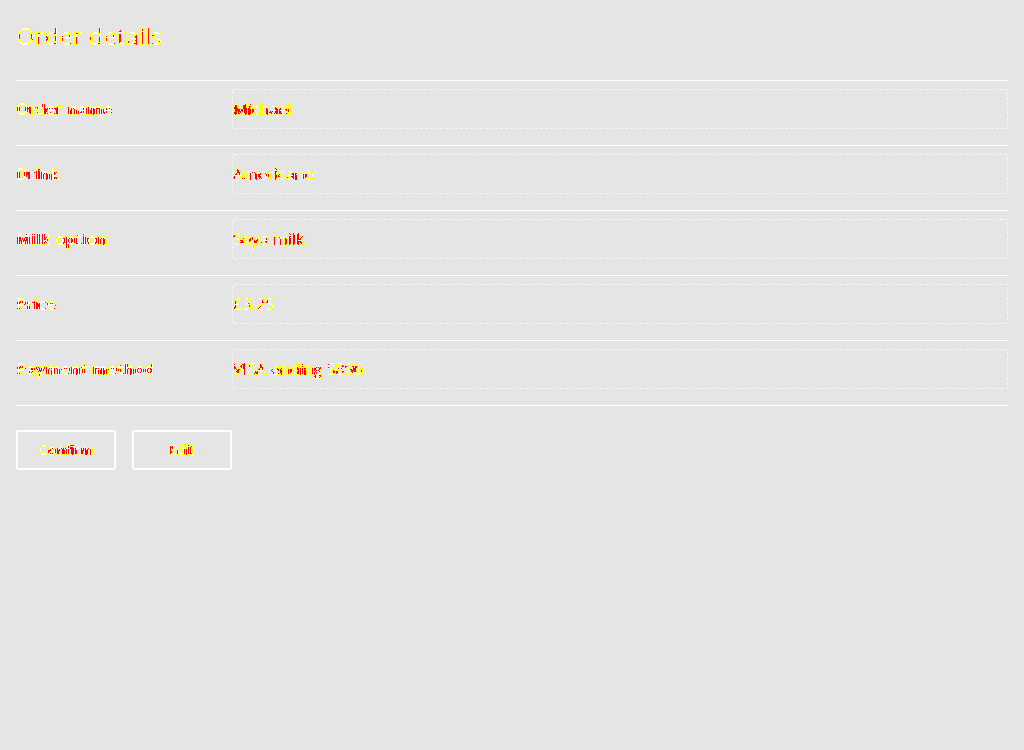 Order details
Order name
Michael
Drink
Americano
Milk option
Soya milk
Price
£3.25
Payment method
VISA ending
Confirm
Edit